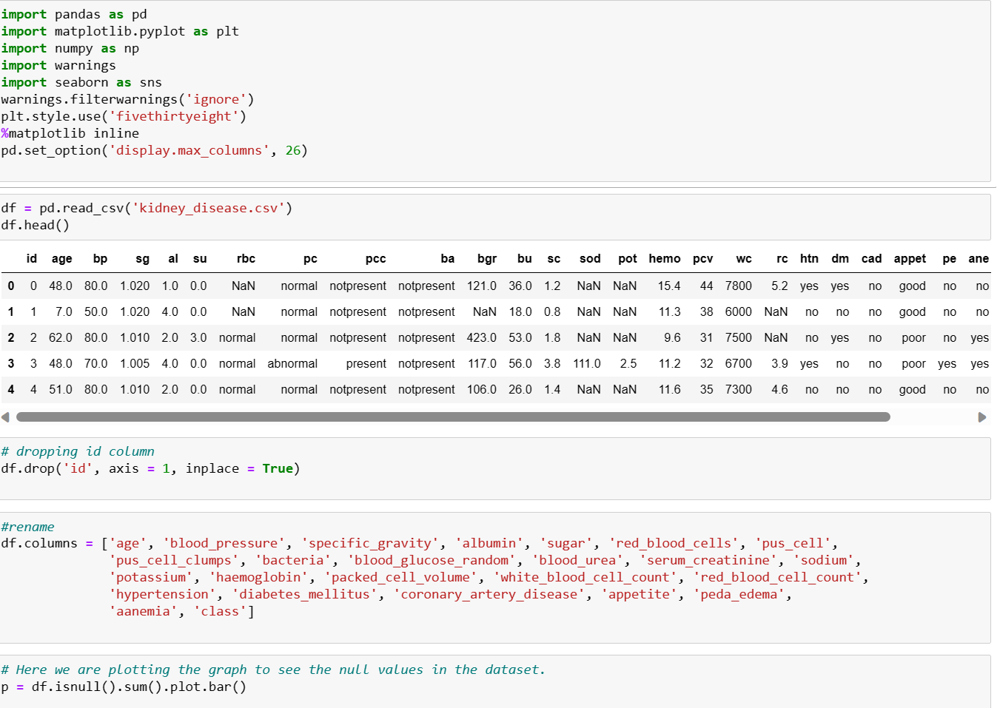 import pandas as pd
import matplotlib.pyplot as plt
import numpy as np
import warnings
import seaborn as sns
warnings.filterwarnings('ignore')
plt.style.use('fivethirtyeight')
%matplotlib inline
pd.set_option('display.max_columns', 26)
df = pd.read_csv('kidney_disease.csv')
df.head()
id age bp sg al su rbc pc pcc ba bgr bu sc sod pot hemo pcv wc rc htn dm cad appet pe ane
0 0 48.0 80.0 1.020 1.0 0.0 NaN normal notpresent notpresent 121.0 36.0 1.2 NaN NaN 15.4 44 7800 5.2 yes yes no good no no
1 1 7.0 50.0 1.020 4.0 0.0 NaN normal notpresent notpresent NaN 18.0 0.8 NaN NaN 11.3 38 6000 NaN no no no good no no
2 2 62.0 80.0 1.010 2.0 3.0 normal normal notpresent notpresent 423.0 53.0 1.8 NaN NaN 9.6 31 7500 NaN no yes no poor no yes
3 3 48.0 70.0 1.005 4.0 0.0 normal abnormal present notpresent 117.0 56.0 3.8 111.0 2.5 11.2 32 6700 3.9 yes no no poor yes yes
4 4 51.0 80.0 1.010 2.0 0.0 normal normal notpresent notpresent 106.0 26.0 1.4 NaN NaN 11.6 35 7300 4.6 no no no good no no
# dropping id column
df.drop('id', axis = 1, inplace = True)
#rename
df.columns = ['age', 'blood_pressure', 'specific_gravity', 'albumin', 'sugar', 'red_blood_cells', 'pus_cell',
'pus_cell_clumps', 'bacteria', 'blood_glucose_random', 'blood_urea', 'serum_creatinine', 'sodium',
'potassium', 'haemoglobin', 'packed_cell_volume', 'white_blood_cell_count', 'red_blood_cell_count',
'hypertension', 'diabetes_mellitus', 'coronary_artery_disease', 'appetite', 'peda_edema',
'aanemia', 'class']
# Here we are plotting the graph to see the null values in the dataset.
p = df.isnull().sum().plot.bar()